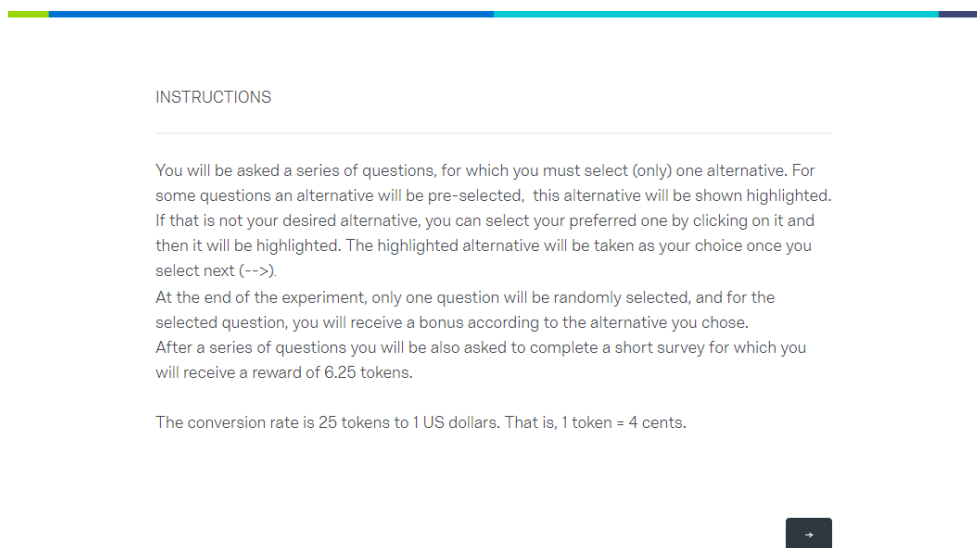 INSTRUCTIONS
You will be asked a series of questions, for which you must select (only) one alternative. For
some questions an alternative will be pre-selected,  this alternative will be shown highlighted.
If that is not your desired alternative, you can select your preferred one by clicking on it and
then it will be highlighted. The highlighted alternative will be taken as your choice once you
select next (-->).
At the end of the experiment, only one question will be randomly selected, and for the
selected question, you will receive a bonus according to the alternative you chose.
After a series of questions you will be also asked to complete a short survey for which you
will receive a reward of 6.25 tokens.
The conversion rate is 25 tokens to 1 US dollars. That is, 1 token = 4 cents.
→